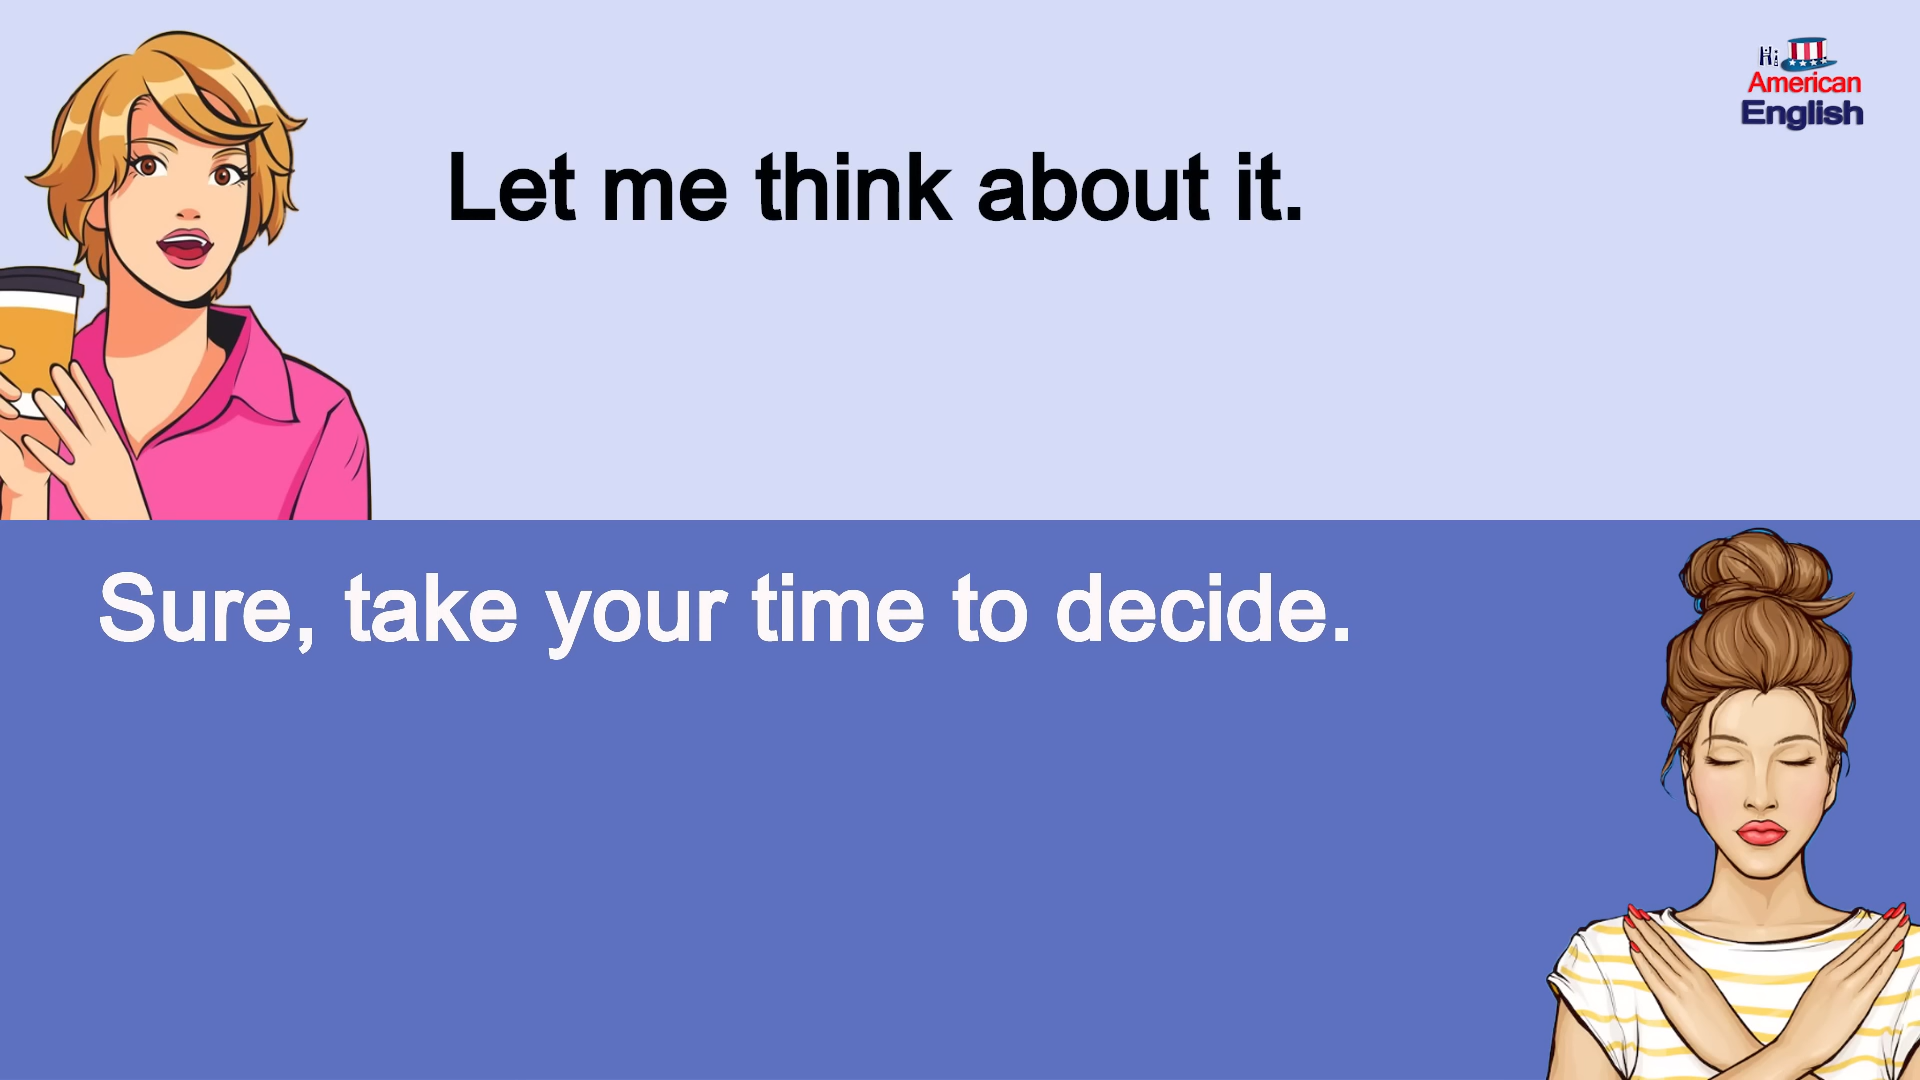 Hi
American
English
Let me think about it.
Sure, take your time to decide.